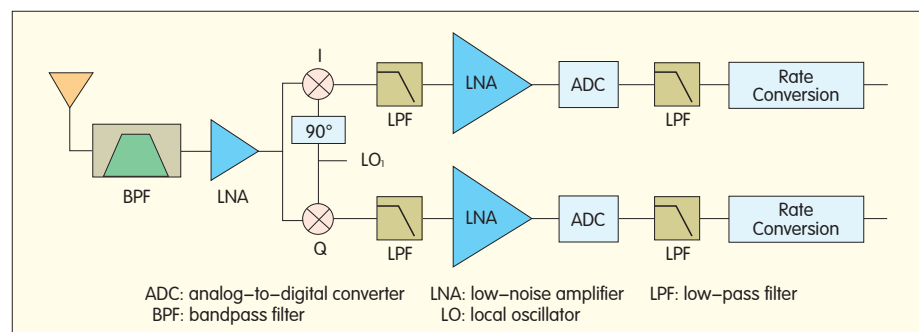 I
LNA
ADC
Rate
Conversion
LPF
LPF
90°
LO₁
BPF
LNA
LNA
ADC
Rate
Conversion
Q
LPF
LPF
ADC: analog-to-digital converter
LNA: low-noise amplifier
LPF: low-pass filter
BPF: bandpass filter
LO: local oscillator